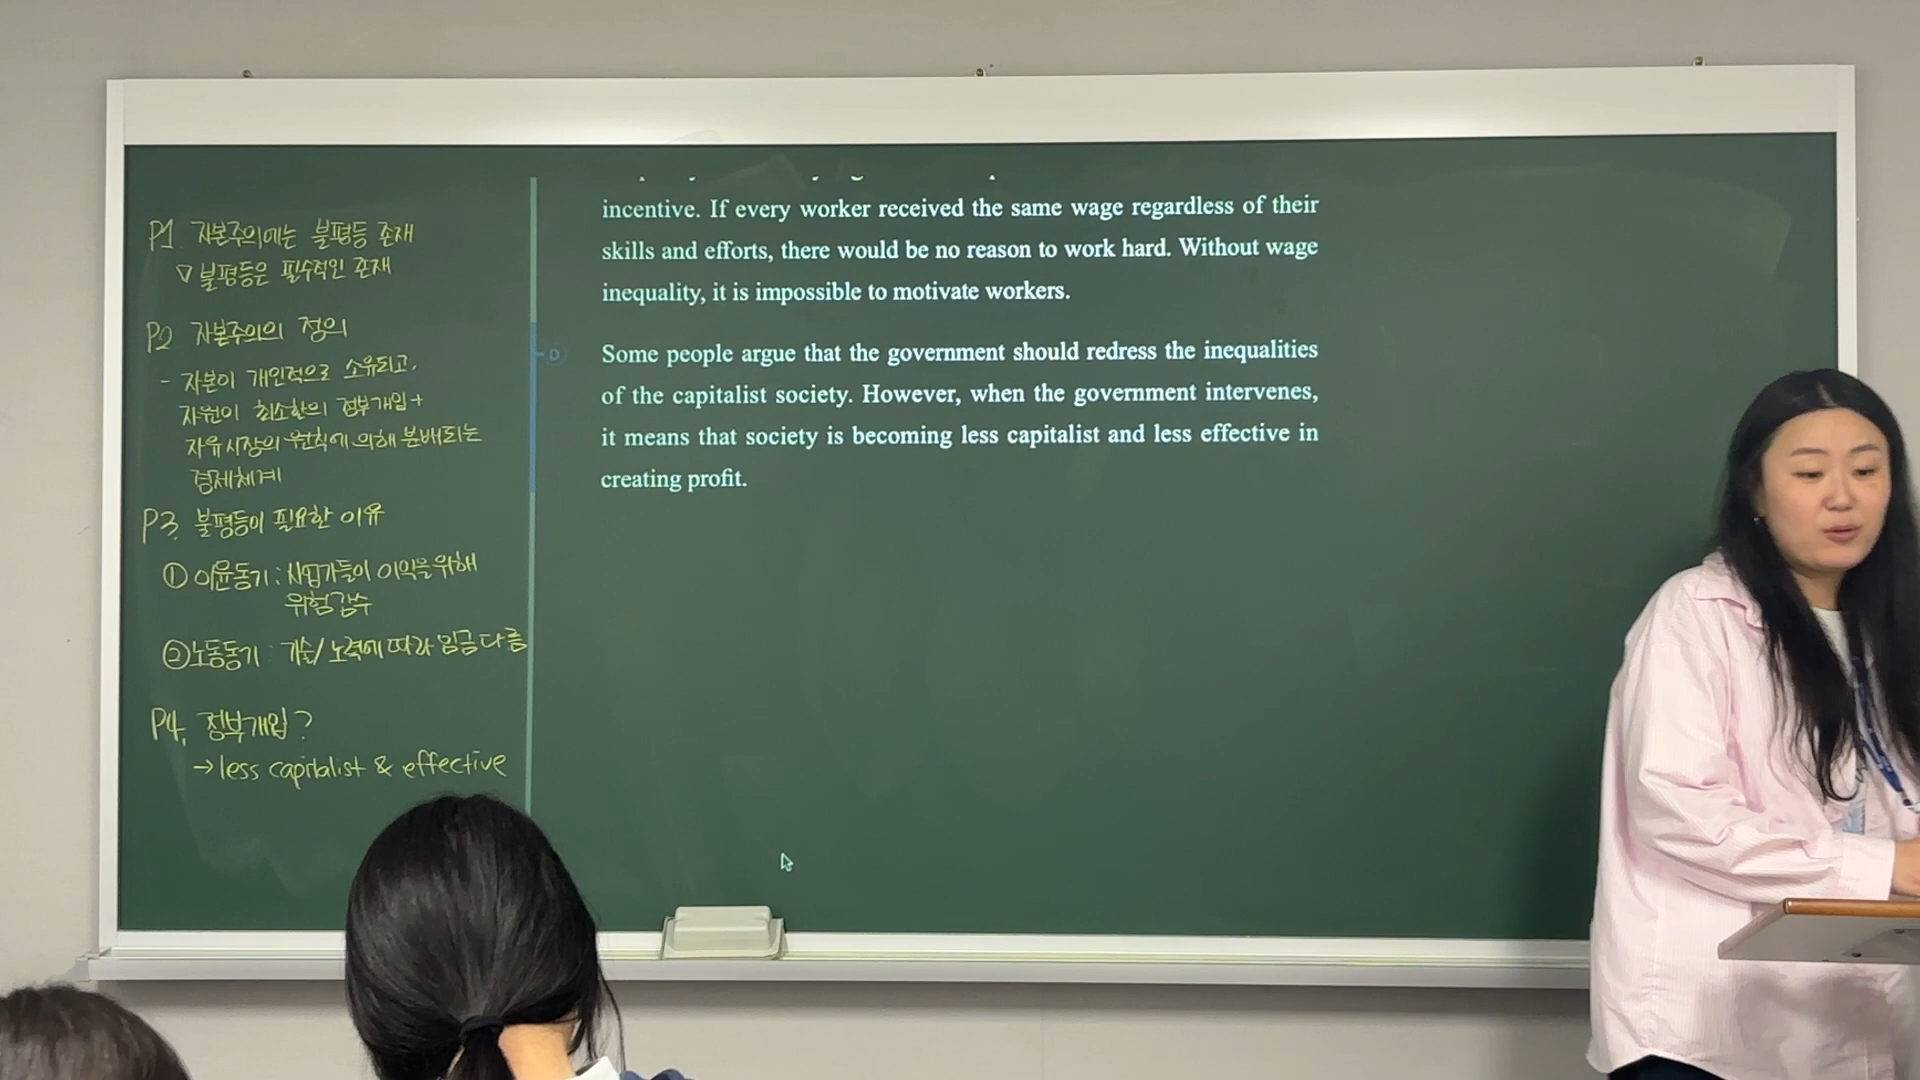 P1 자본주의에는 불평등 존재
▽ 불평등은 필수적인 존재
P2 자본주의의 정의
- 자본이 개인적으로 소유되고,
자원이 최소한의 정부개입+
자유시장의 원칙에 의해 분배되는
경제체계
P3. 불평등이 필요한 이유
① 이윤동기 : 사업가들이 이익을 위해
위험감수
②노동동기 : 기술/노력에 따라 임금 다름
P4. 정부개입?
→ less capitalist & effective
incentive. If every worker received the same wage regardless of their
skills and efforts, there would be no reason to work hard. Without wage
inequality, it is impossible to motivate workers.
D
Some people argue that the government should redress the inequalities
of the capitalist society. However, when the government intervenes,
it means that society is becoming less capitalist and less effective in
creating profit.